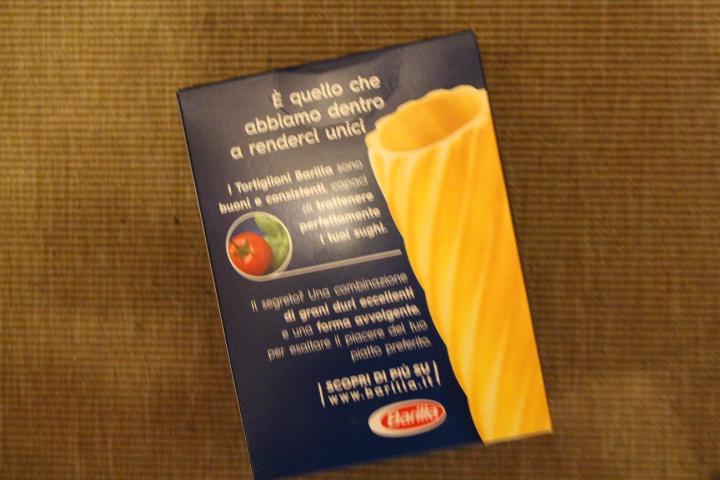 È quello che
abbiamo dentro
a renderci unici
I Tortiglioni Barilla sono
buoni e consistenti, capaci
di trattenere
perfettamente
i tuoi sughi.
Il segreto? Una combinazione
di grani duri eccellenti
e una forma avvolgente,
per esaltare il piacere del tuo
piatto preferito.
SCOPRI DI PIÙ SU
www.barilla.it
Barilla